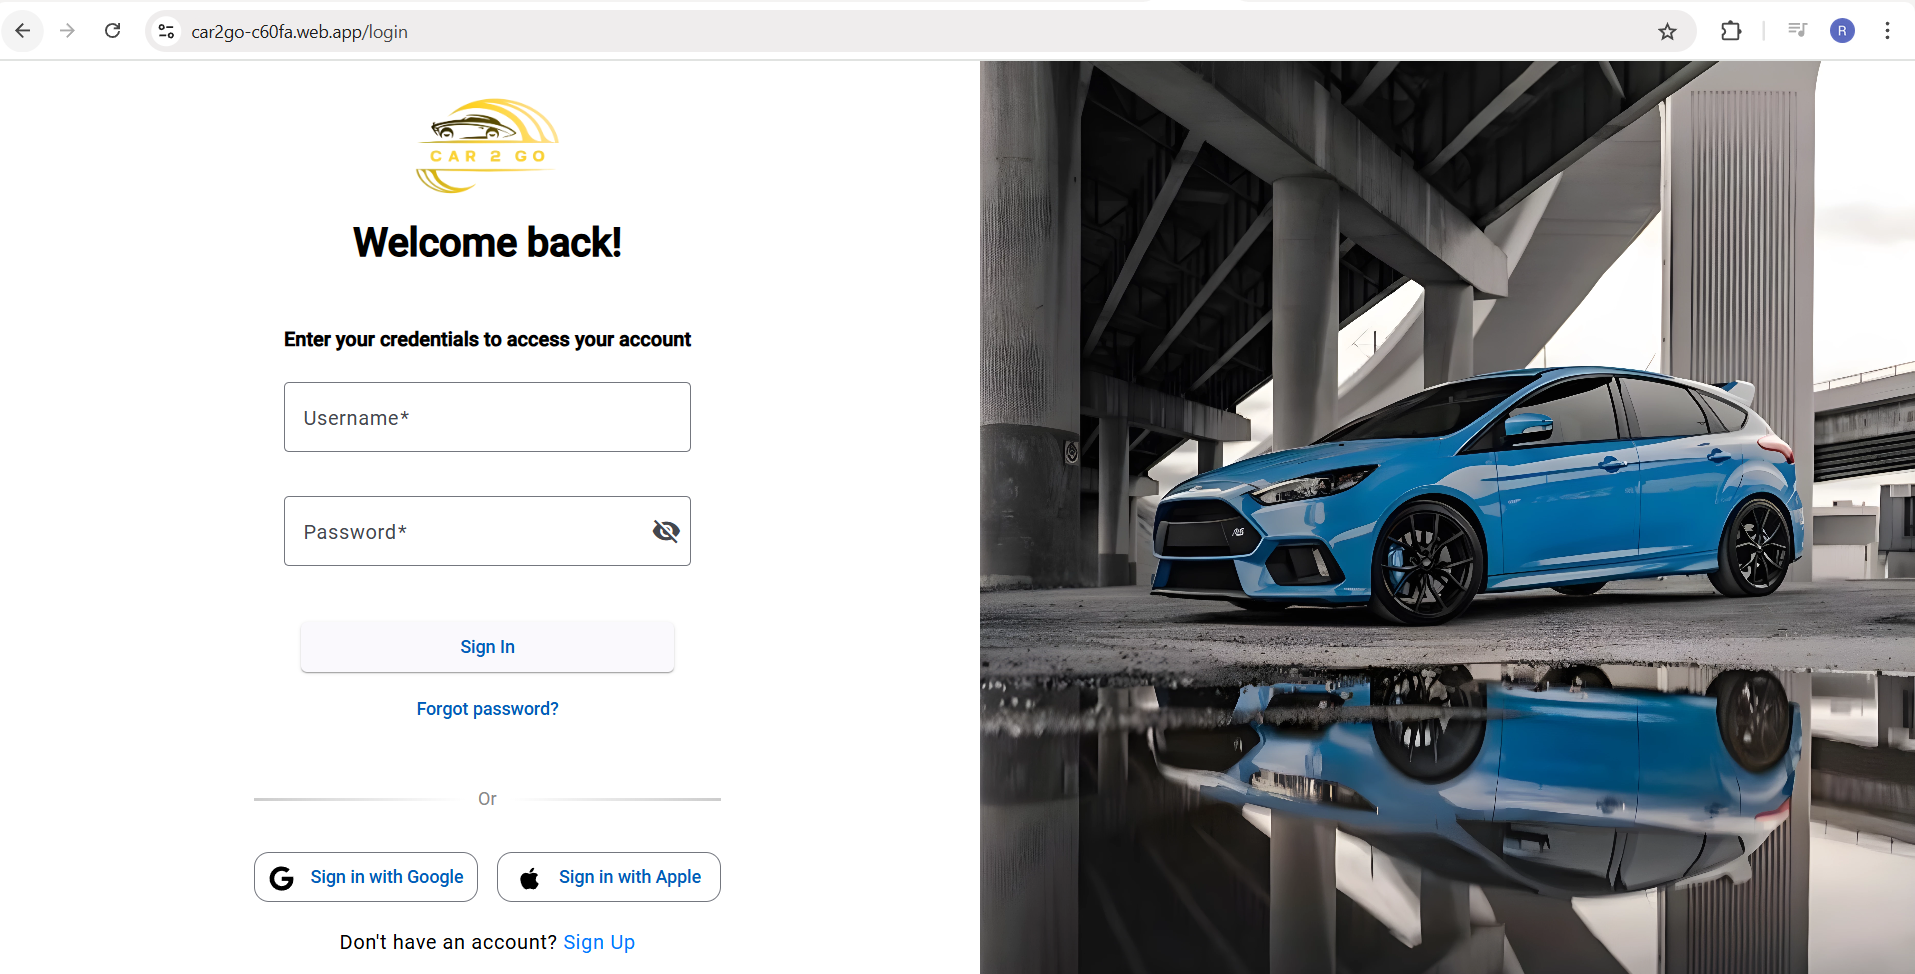 car2go-c60fa.web.app/login
R
CAR 2 GO
Welcome back!
Enter your credentials to access your account
Username*
Password*
Sign In
Forgot password?
Or
G Sign in with Google
Sign in with Apple
Don't have an account? Sign Up
RS